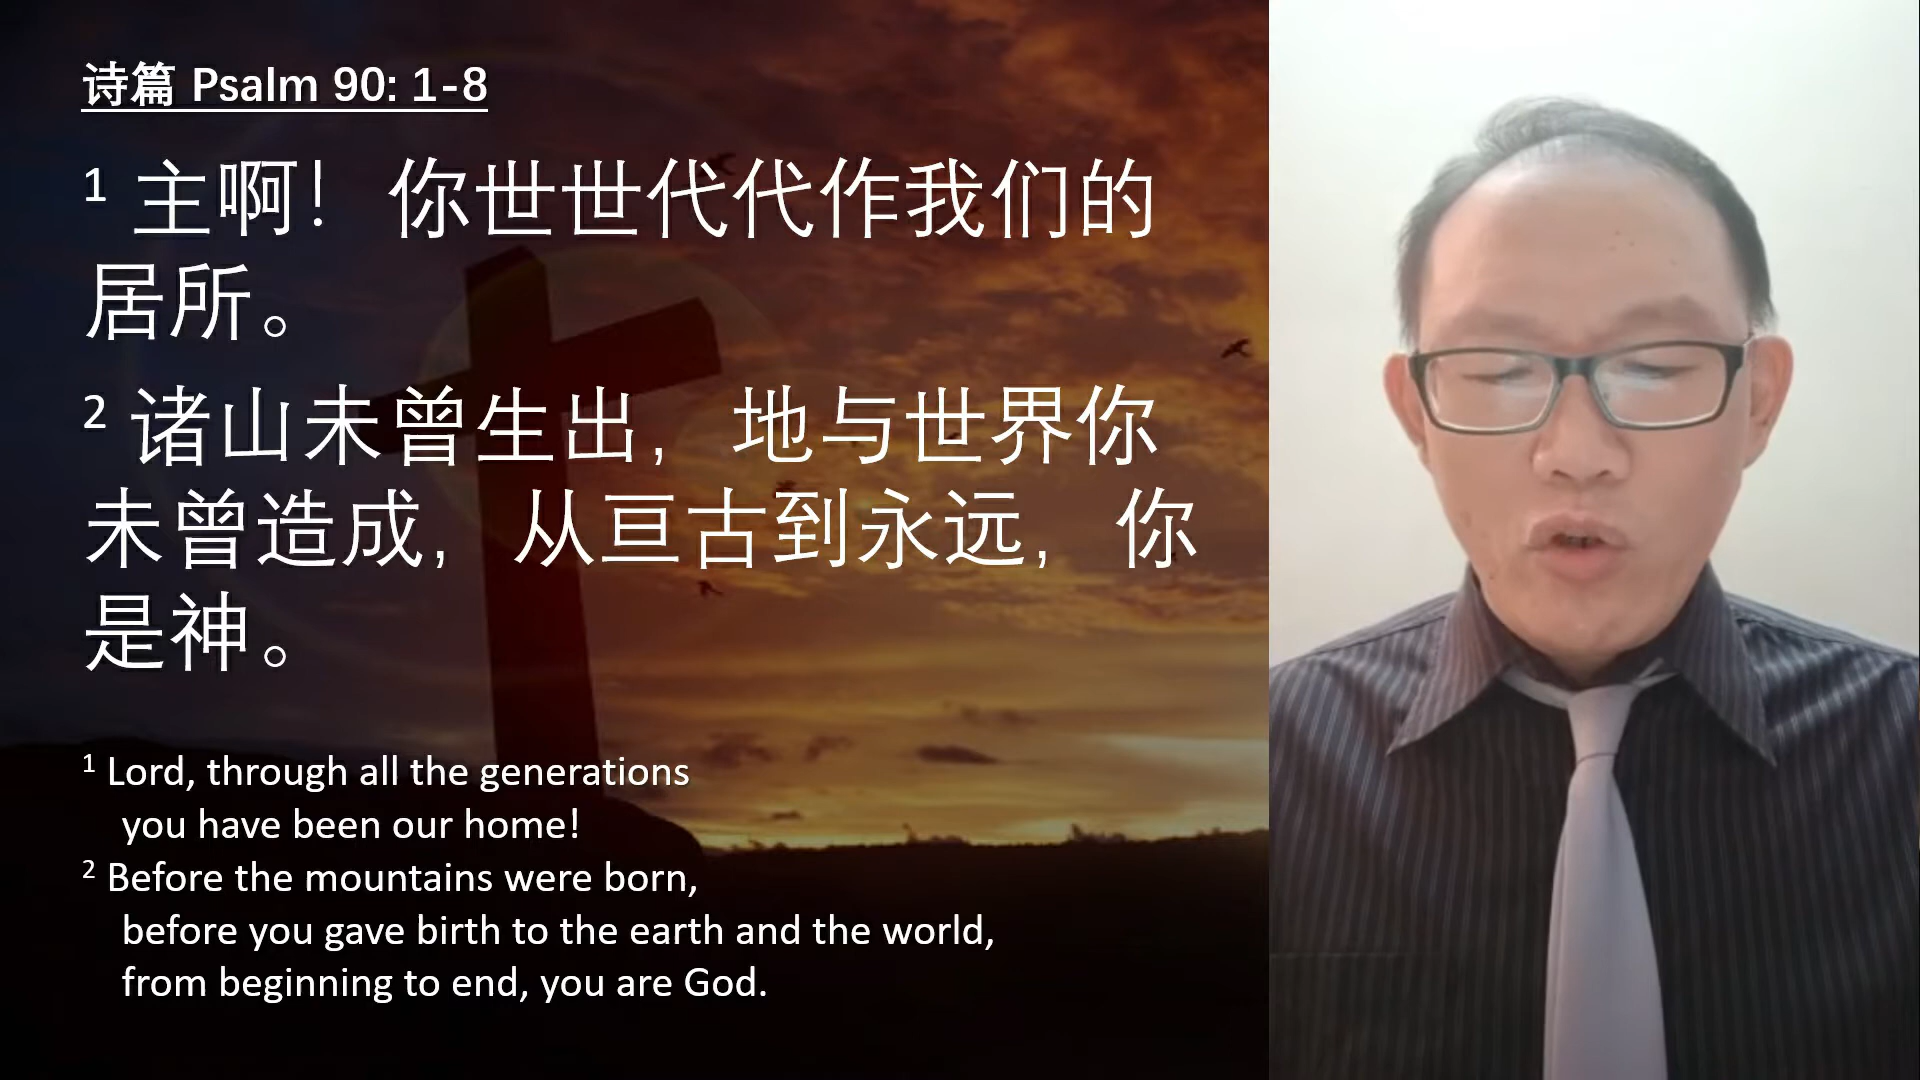 诗篇 Psalm 90: 1-8
1 主啊！你世世代代作我们的
居所。
2 诸山未曾生出，地与世界你
未曾造成，从亘古到永远，你
是神。
1 Lord, through all the generations
you have been our home!
2 Before the mountains were born,
before you gave birth to the earth and the world,
from beginning to end, you are God.